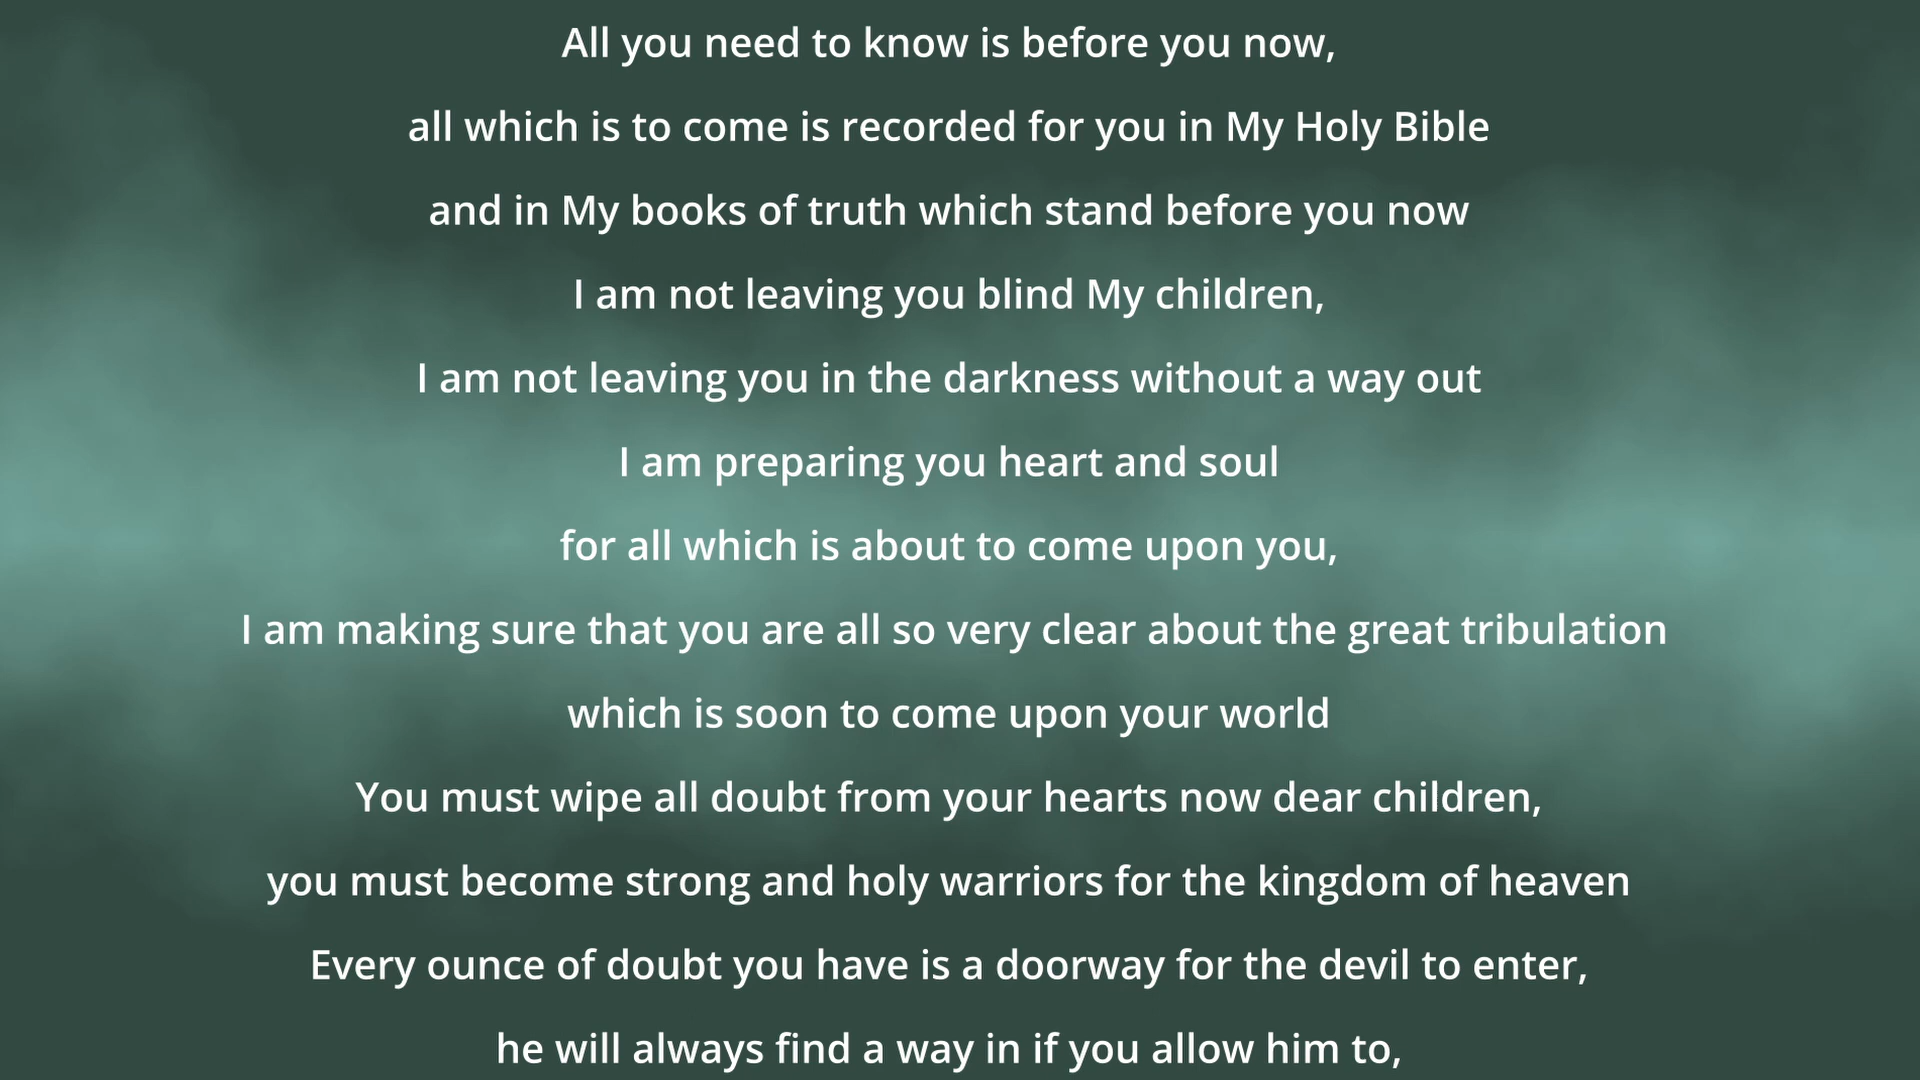 All you need to know is before you now,
all which is to come is recorded for you in My Holy Bible
and in My books of truth which stand before you now
I am not leaving you blind My children,
I am not leaving you in the darkness without a way out
I am preparing you heart and soul
for all which is about to come upon you,
I am making sure that you are all so very clear about the great tribulation
which is soon to come upon your world
You must wipe all doubt from your hearts now dear children,
you must become strong and holy warriors for the kingdom of heaven
Every ounce of doubt you have is a doorway for the devil to enter,
he will always find a way in if you allow him to,